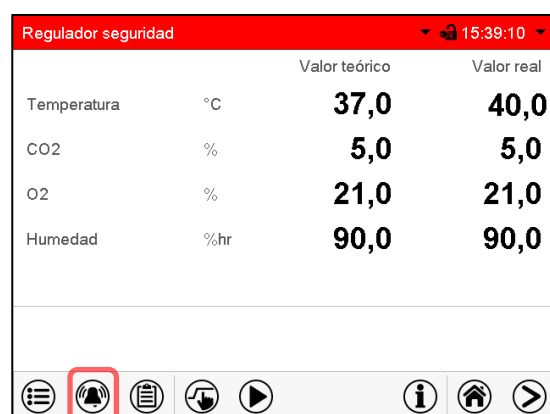 Regulador seguridad 15:39:10
Valor teórico Valor real
Temperatura °C 37,0 40,0
CO2 % 5,0 5,0
O2 % 21,0 21,0
Humedad %hr 90,0 90,0